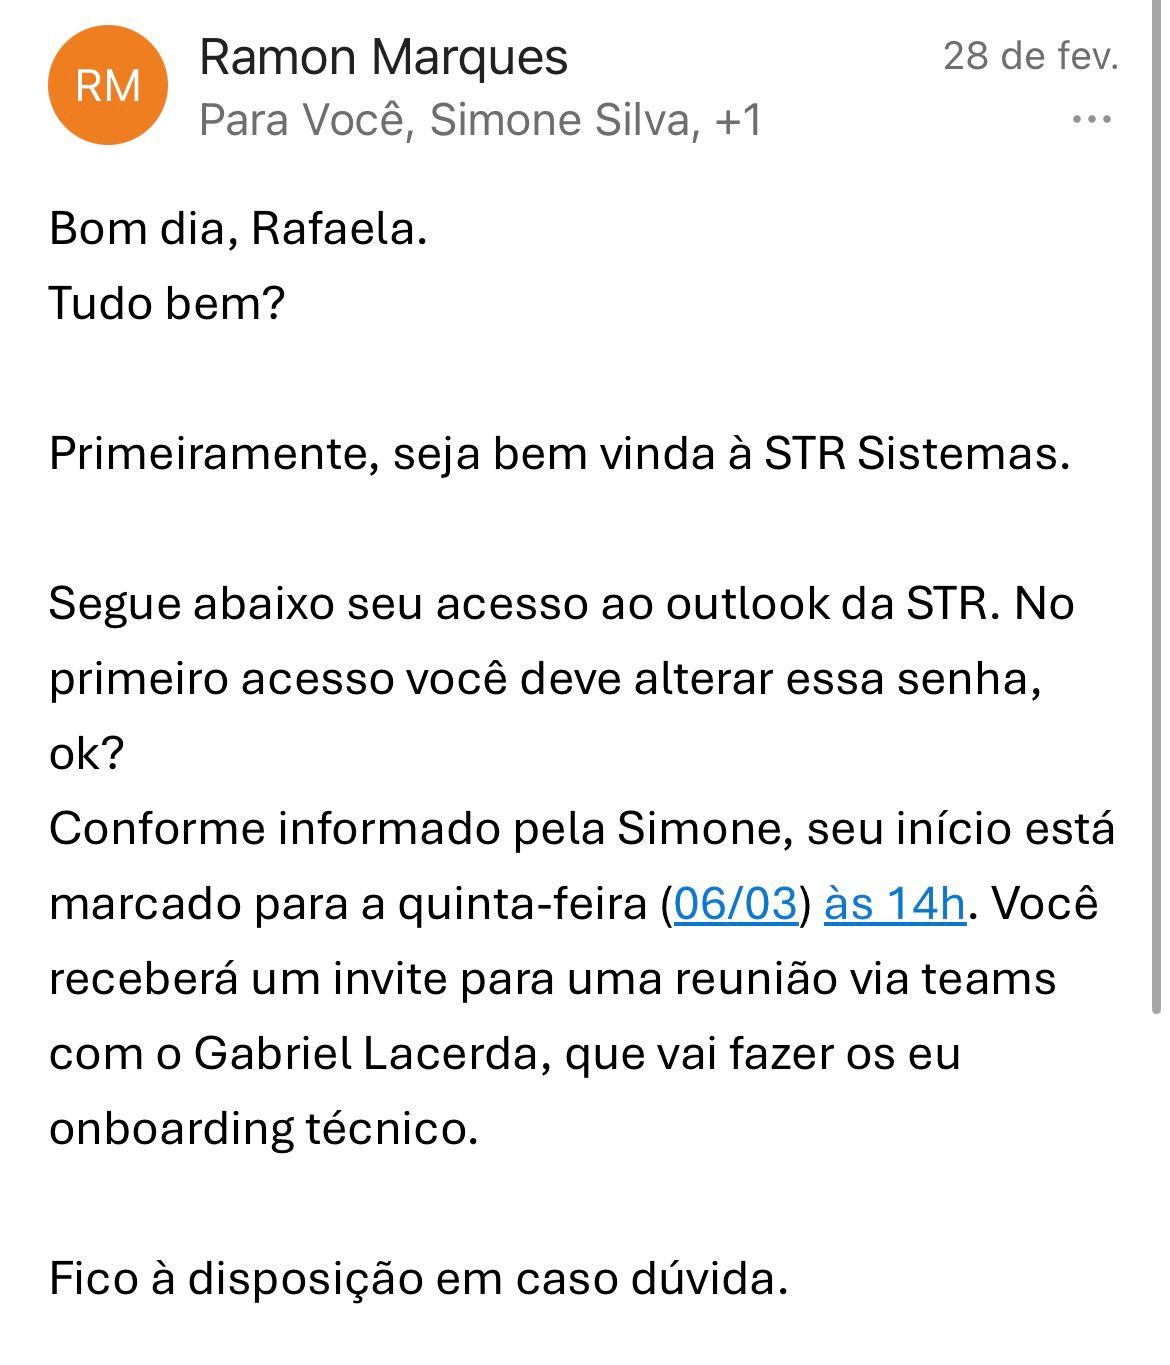 RM
Ramon Marques
28 de fev.
Para Você, Simone Silva, +1
Bom dia, Rafaela.
Tudo bem?
Primeiramente, seja bem vinda à STR Sistemas.
Segue abaixo seu acesso ao outlook da STR. No
primeiro acesso você deve alterar essa senha,
ok?
Conforme informado pela Simone, seu início está
marcado para a quinta-feira (06/03) às 14h. Você
receberá um invite para uma reunião via teams
com o Gabriel Lacerda, que vai fazer os eu
onboarding técnico.
Fico à disposição em caso dúvida.